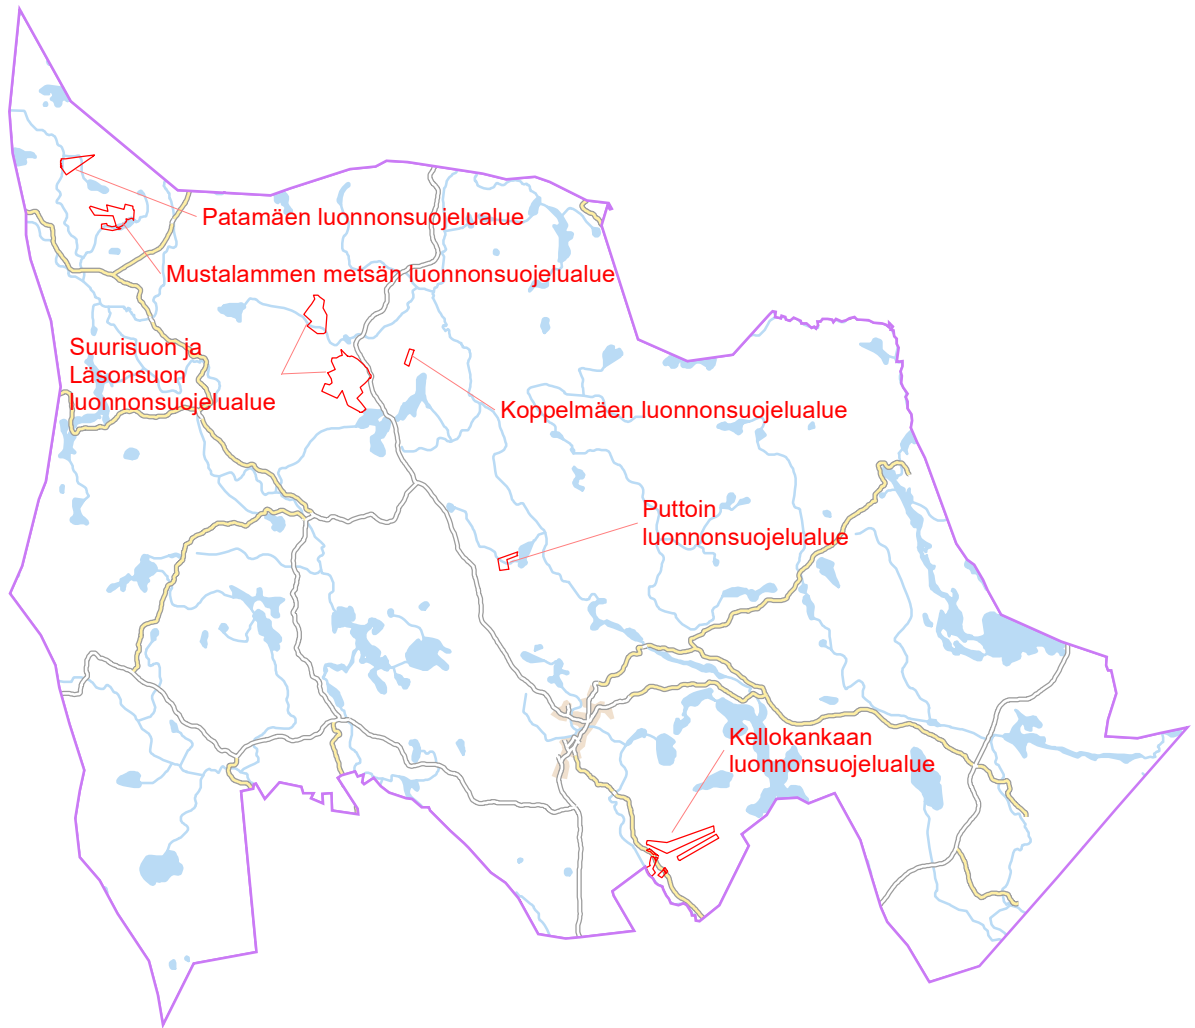 Patamäen luonnonsuojelualue
Mustalammen metsän luonnonsuojelualue
Suurisuon ja
Läsonsuon
luonnonsuojelualue
Koppelmäen luonnonsuojelualue
Puttoin
luonnonsuojelualue
Kellokankaan
luonnonsuojelualue